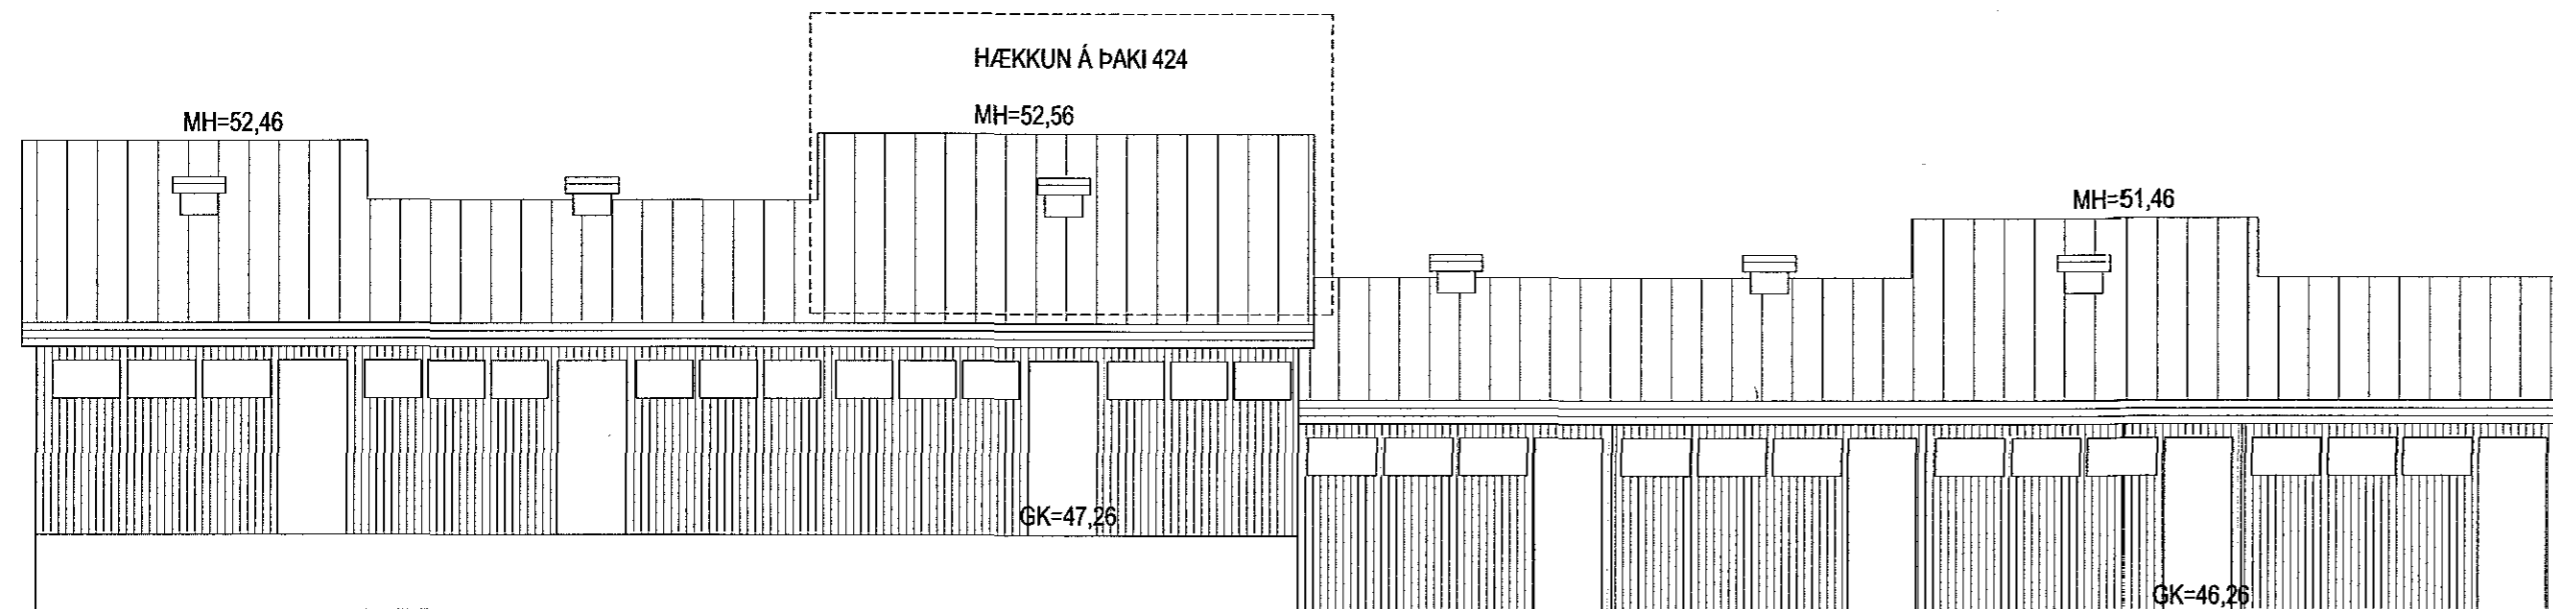 HÆKKUN Á ÞAKI 424
MH=52,46
MH=52,56
MH=51,46
GK=47,26
GK=46,26